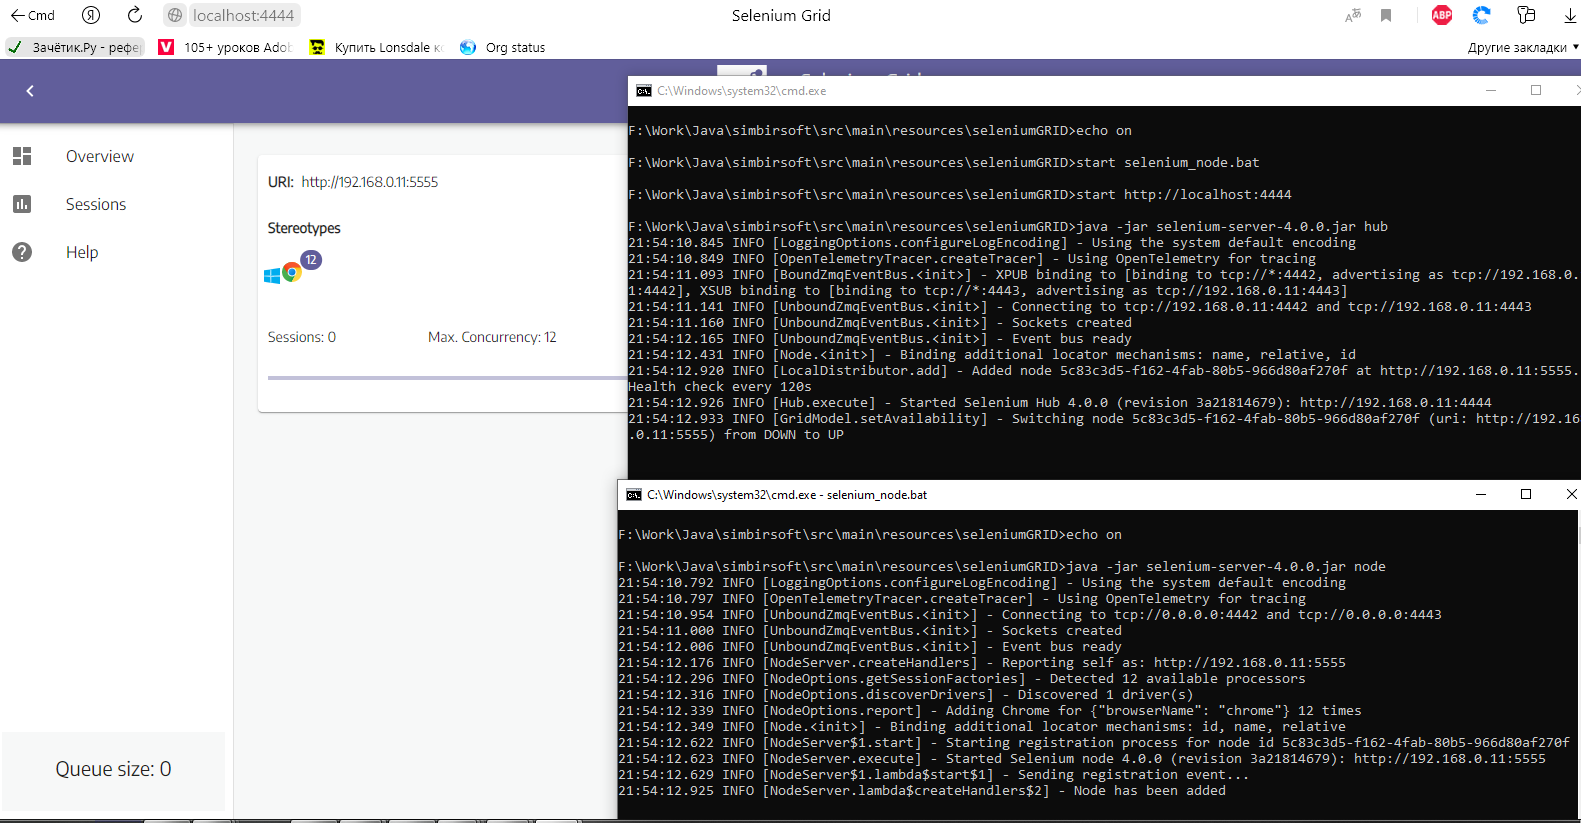 Cmd
localhost:4444
Selenium Grid
ABP
Зачётик.Ру - рефер
105+ уроков Adob
Купить Lonsdale к
Org status
Другие закладки
Overview
Sessions
Help
URI: http://192.168.0.11:5555
Stereotypes
12
Sessions: 0
Max. Concurrency: 12
Queue size: 0
C:\Windows\system32\cmd.exe
F:\Work\Java\simbirsoft\src\main\resources\seleniumGRID>echo on
F:\Work\Java\simbirsoft\src\main\resources\seleniumGRID>start selenium_node.bat
F:\Work\Java\simbirsoft\src\main\resources\seleniumGRID>start http://localhost:4444
F:\Work\Java\simbirsoft\src\main\resources\seleniumGRID>java -jar selenium-server-4.0.0.jar hub
21:54:10.845 INFO [LoggingOptions.configureLogEncoding] - Using the system default encoding
21:54:10.849 INFO [OpenTelemetryTracer.createTracer] - Using OpenTelemetry for tracing
21:54:11.093 INFO [BoundZmqEventBus.<init>] - XPUB binding to [binding to tcp://*:4442, advertising as tcp://192.168.0.
1:4442], XSUB binding to [binding to tcp://*:4443, advertising as tcp://192.168.0.11:4443]
21:54:11.141 INFO [UnboundZmqEventBus.<init>] - Connecting to tcp://192.168.0.11:4442 and tcp://192.168.0.11:4443
21:54:11.160 INFO [UnboundZmqEventBus.<init>] - Sockets created
21:54:12.165 INFO [UnboundZmqEventBus.<init>] - Event bus ready
21:54:12.431 INFO [Node.<init>] - Binding additional locator mechanisms: name, relative, id
21:54:12.920 INFO [LocalDistributor.add] - Added node 5c83c3d5-f162-4fab-80b5-966d80af270f at http://192.168.0.11:5555.
Health check every 120s
21:54:12.926 INFO [Hub.execute] - Started Selenium Hub 4.0.0 (revision 3a21814679): http://192.168.0.11:4444
21:54:12.933 INFO [GridModel.setAvailability] - Switching node 5c83c3d5-f162-4fab-80b5-966d80af270f (uri: http://192.16
.0.11:5555) from DOWN to UP
C:\Windows\system32\cmd.exe - selenium_node.bat
F:\Work\Java\simbirsoft\src\main\resources\seleniumGRID>echo on
F:\Work\Java\simbirsoft\src\main\resources\seleniumGRID>java -jar selenium-server-4.0.0.jar node
21:54:10.792 INFO [LoggingOptions.configureLogEncoding] - Using the system default encoding
21:54:10.797 INFO [OpenTelemetryTracer.createTracer] - Using OpenTelemetry for tracing
21:54:10.954 INFO [UnboundZmqEventBus.<init>] - Connecting to tcp://0.0.0.0:4442 and tcp://0.0.0.0:4443
21:54:11.000 INFO [UnboundZmqEventBus.<init>] - Sockets created
21:54:12.006 INFO [UnboundZmqEventBus.<init>] - Event bus ready
21:54:12.176 INFO [NodeServer.createHandlers] - Reporting self as: http://192.168.0.11:5555
21:54:12.296 INFO [NodeOptions.getSessionFactories] - Detected 12 available processors
21:54:12.316 INFO [NodeOptions.discoverDrivers] - Discovered 1 driver(s)
21:54:12.339 INFO [NodeOptions.report] - Adding Chrome for {"browserName": "chrome"} 12 times
21:54:12.349 INFO [Node.<init>] - Binding additional locator mechanisms: id, name, relative
21:54:12.622 INFO [NodeServer$1.start] - Starting registration process for node id 5c83c3d5-f162-4fab-80b5-966d80af270f
21:54:12.623 INFO [NodeServer.execute] - Started Selenium node 4.0.0 (revision 3a21814679): http://192.168.0.11:5555
21:54:12.629 INFO [NodeServer$1.lambda$start$1] - Sending registration event...
21:54:12.925 INFO [NodeServer.lambda$createHandlers$2] - Node has been added